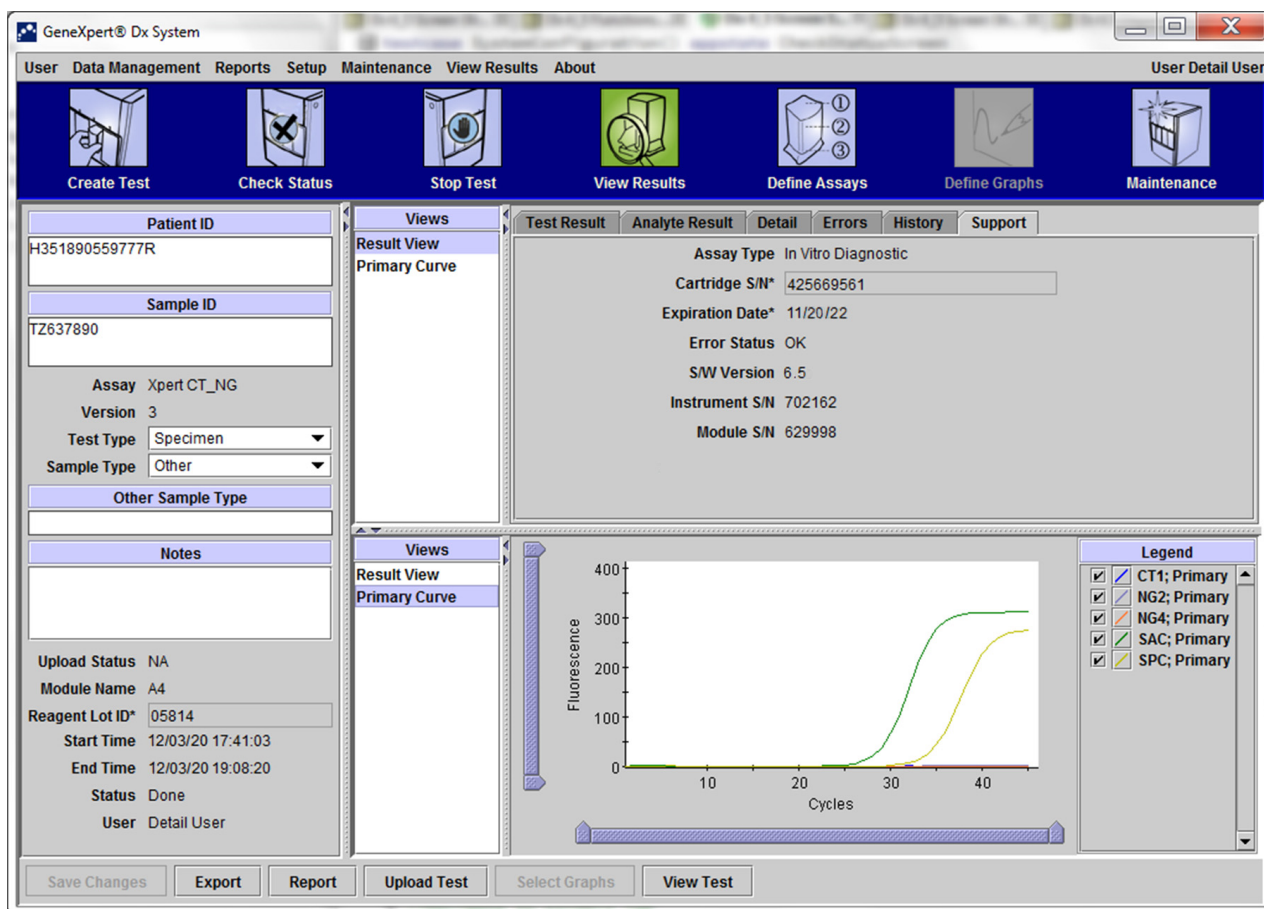 GeneXpert® Dx System
User Data Management Reports Setup Maintenance View Results About User Detail User
Create Test Check Status Stop Test View Results Define Assays Define Graphs Maintenance
①
②
③
Patient ID
H351890559777R
Sample ID
TZ637890
Assay Xpert CT_NG
Version 3
Test Type Specimen
Sample Type Other
Other Sample Type
Notes
Upload Status NA
Module Name A4
Reagent Lot ID* 05814
Start Time 12/03/20 17:41:03
End Time 12/03/20 19:08:20
Status Done
User Detail User
Views
Result View
Primary Curve
Test Result Analyte Result Detail Errors History Support
Assay Type In Vitro Diagnostic
Cartridge S/N* 425669561
Expiration Date* 11/20/22
Error Status OK
S/W Version 6.5
Instrument S/N 702162
Module S/N 629998
Views
Result View
Primary Curve
400
300
200
100
0
Fluorescence
10 20 30 40
Cycles
Legend
CT1; Primary
NG2; Primary
NG4; Primary
SAC; Primary
SPC; Primary
Save Changes Export Report Upload Test Select Graphs View Test